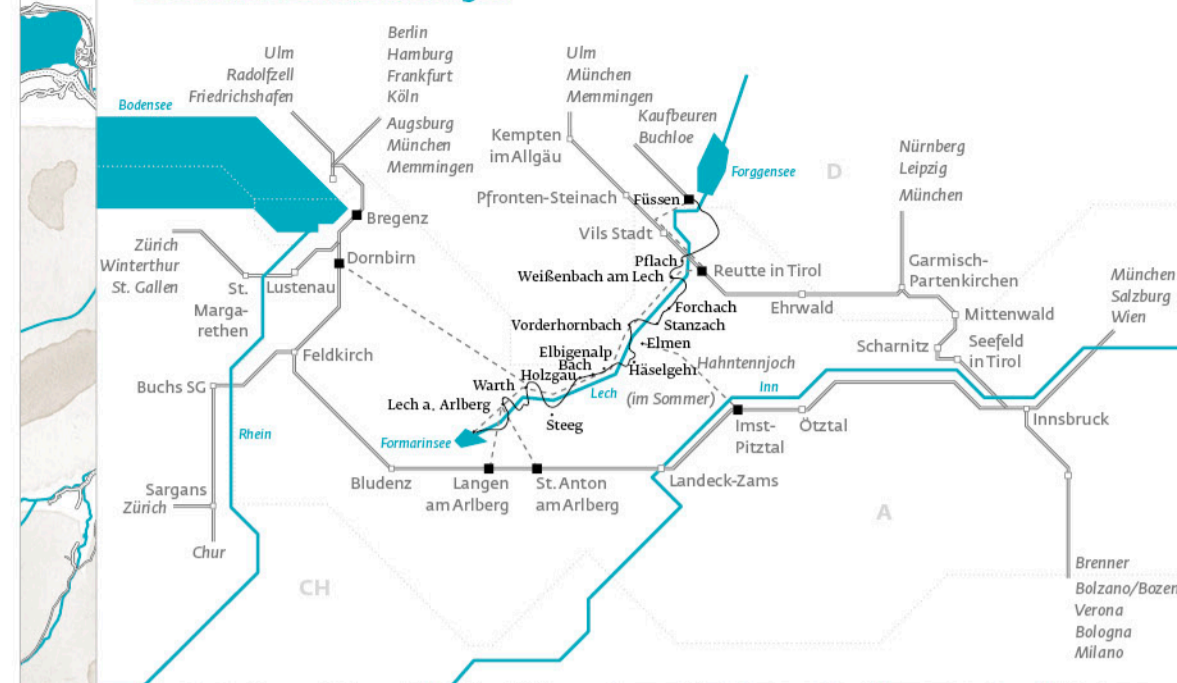 Berlin
Hamburg
Frankfurt
Köln
Ulm
Radolfzell
Friedrichshafen
Augsburg
München
Memmingen
Ulm
München
Memmingen
Kaufbeuren
Buchloe
Bodensee
Kempten
im Allgäu
Forggensee
D
Nürnberg
Leipzig
München
Pfronten-Steinach
Füssen
Bregenz
Vils Stadt
Zürich
Winterthur
St. Gallen
Dornbirn
St.
Marga-
rethen
Lustenau
Pflach
Weißenbach am Lech
Reutte in Tirol
Garmisch-
Partenkirchen
München
Salzburg
Wien
Ehrwald
Forchach
Stanzach
Vorderhornbach
Mittenwald
Elmen
Scharnitz
Seefeld
in Tirol
Feldkirch
Elbigenalp
Bach
Häselgehr
Hahntennjoch
(im Sommer)
Holzgau
Warth
Buchs SG
Lech
Inn
Lech a. Arlberg
Steeg
Imst-
Pitztal
Ötztal
Innsbruck
Rhein
Formarinsee
Bludenz
Langen
am Arlberg
St. Anton
am Arlberg
Landeck-Zams
Sargans
Zürich
Chur
CH
A
Brenner
Bolzano/Bozen
Verona
Bologna
Milano